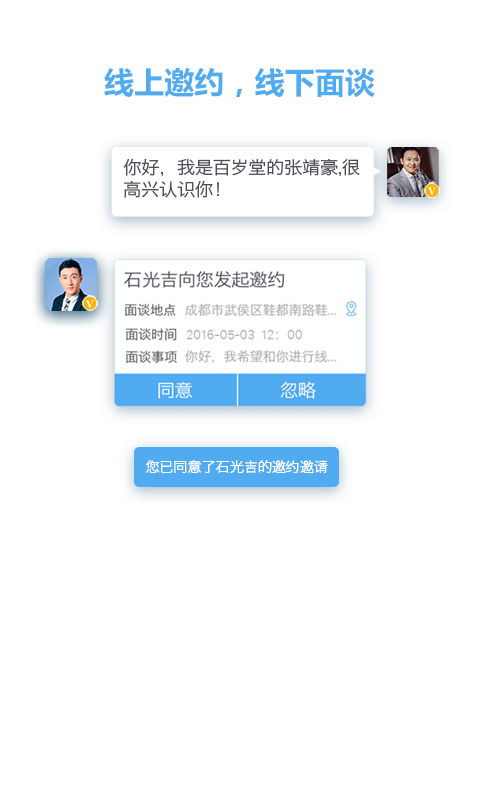 线上邀约，线下面谈
你好，我是百岁堂的张靖豪,很
高兴认识你！
石光吉向您发起邀约
面谈地点 成都市武侯区鞋都南路鞋...
面谈时间 2016-05-03 12：00
面谈事项 你好，我希望和你进行线...
同意 忽略
您已同意了石光吉的邀约邀请